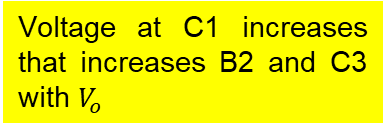 Voltage at C1 increases
that increases B2 and C3
with Vₒ